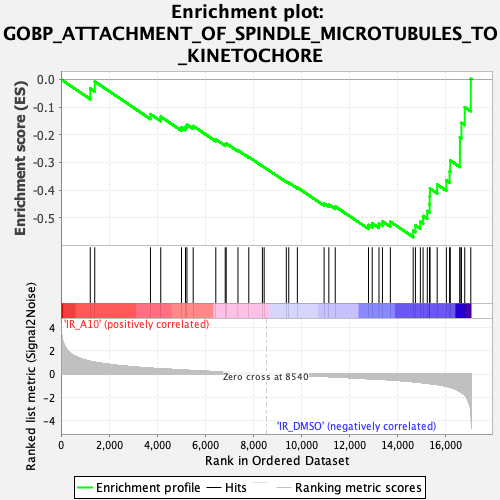 Enrichment plot:
GOBP_ATTACHMENT_OF_SPINDLE_MICROTUBULES_TO
_KINETOCHORE
Enrichment score (ES)
0.0
-0.1
-0.2
-0.3
-0.4
-0.5
Ranked list metric (Signal2Noise)
4
2
0
-2
-4
'IR_A10' (positively correlated)
Zero cross at 8540
'IR_DMSO' (negatively correlated)
0
2,000
4,000
6,000
8,000
10,000
12,000
14,000
16,000
Rank in Ordered Dataset
Enrichment profile
Hits
Ranking metric scores